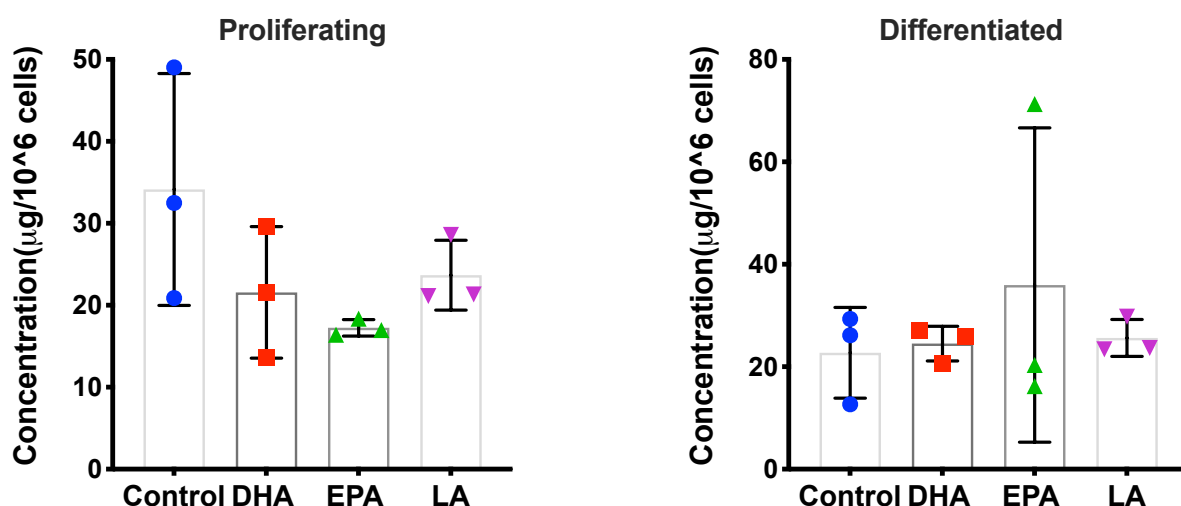 Proliferating
Concentration(μg/10^6 cells)
50
40
30
20
10
0
Control DHA EPA LA
Differentiated
Concentration(μg/10^6 cells)
80
60
40
20
0
Control DHA EPA LA